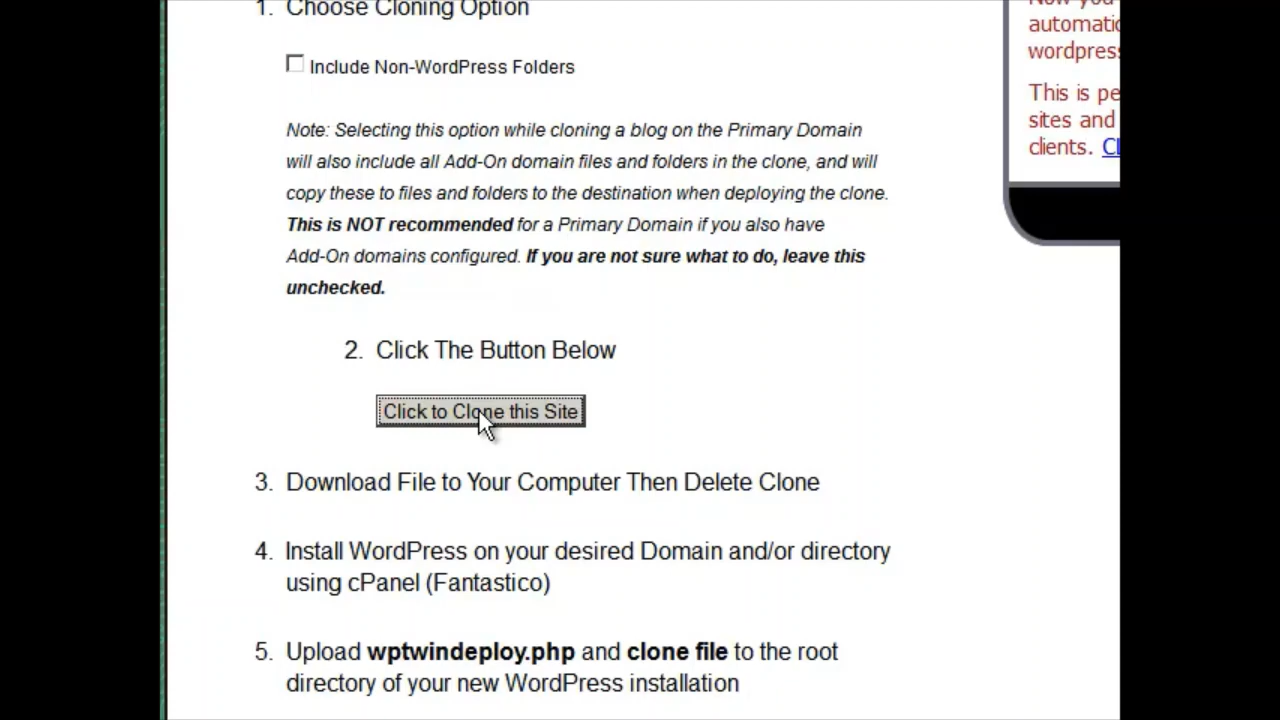 1. Choose Cloning Option
Include Non-WordPress Folders
Note: Selecting this option while cloning a blog on the Primary Domain
will also include all Add-On domain files and folders in the clone, and will
copy these to files and folders to the destination when deploying the clone.
This is NOT recommended for a Primary Domain if you also have
Add-On domains configured. If you are not sure what to do, leave this
unchecked.
2. Click The Button Below
Click to Clone this Site
3. Download File to Your Computer Then Delete Clone
4. Install WordPress on your desired Domain and/or directory
using cPanel (Fantastico)
5. Upload wptwindeploy.php and clone file to the root
directory of your new WordPress installation
Now you
automatic
wordpress
This is pe
sites and
clients. Cl